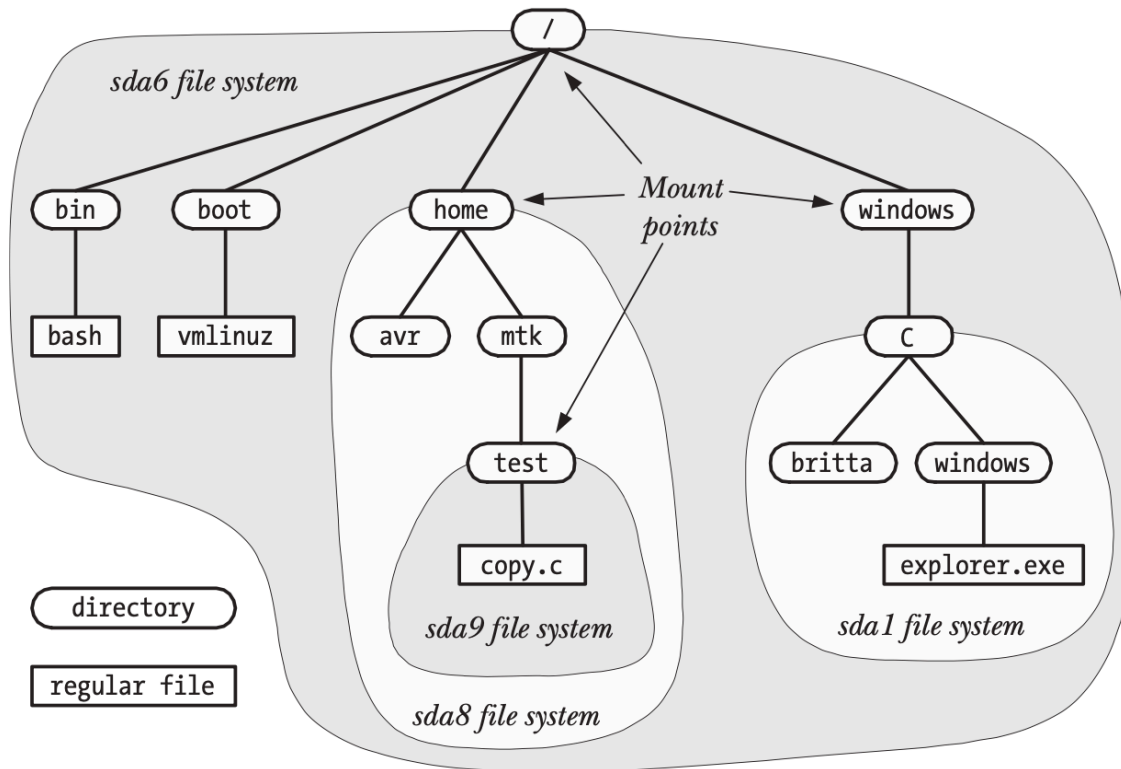 /
sda6 file system
Mount
points
bin
boot
home
windows
bash
vmlinuz
avr
mtk
C
test
britta
windows
copy.c
explorer.exe
directory
sda9 file system
sda1 file system
regular file
sda8 file system